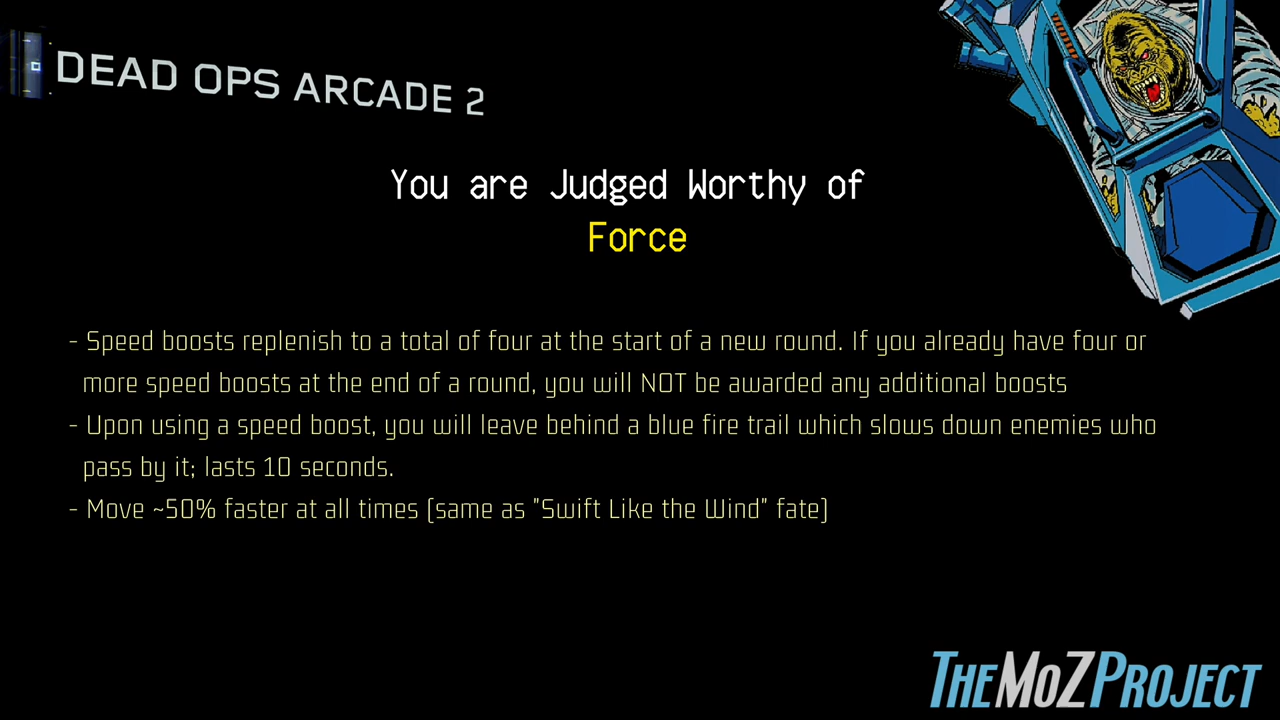 DEAD OPS ARCADE 2
You are Judged Worthy of
Force
- Speed boosts replenish to a total of four at the start of a new round. If you already have four or
more speed boosts at the end of a round, you will NOT be awarded any additional boosts
- Upon using a speed boost, you will leave behind a blue fire trail which slows down enemies who
pass by it; lasts 10 seconds.
- Move ~50% faster at all times (same as "Swift Like the Wind" fate)
THEMOZPROJECT